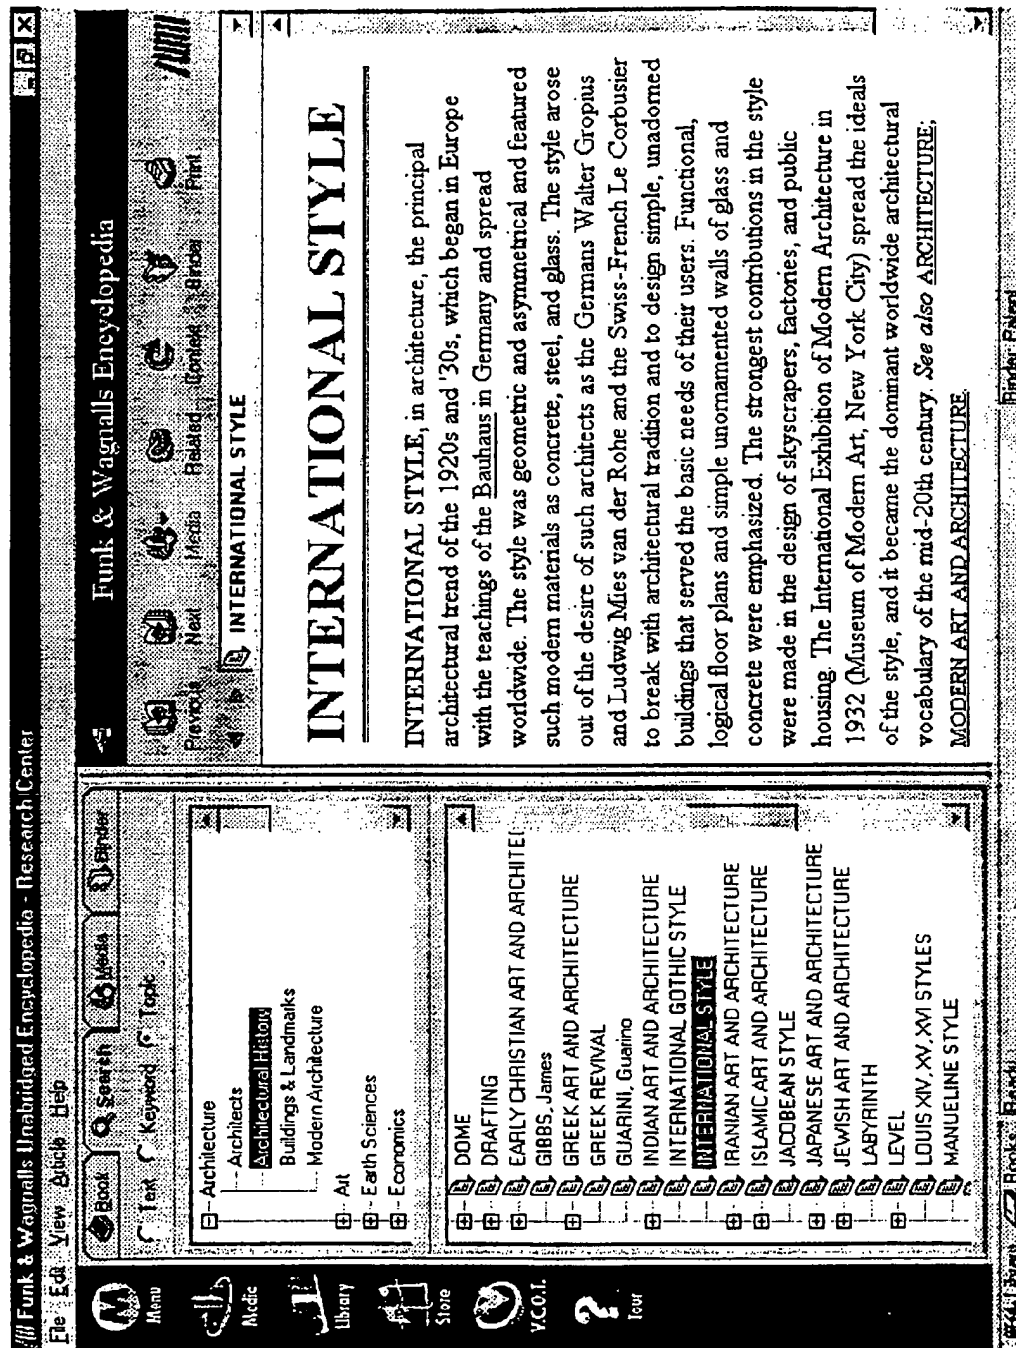 Funk & Wagnalls Unabridged Encyclopedia - Research Center
File Edit View Article Help
Menu
Media
Library
Store
V.C.O.T.
Tour
Book Search Media Binder
Text Keyword Topic
Architecture
Architects
Architectural History
Buildings & Landmarks
Modern Architecture
Art
Earth Sciences
Economics
DOME
DRAFTING
EARLY CHRISTIAN ART AND ARCHITE
GIBBS, James
GREEK ART AND ARCHITECTURE
GREEK REVIVAL
GUARINI, Guarino
INDIAN ART AND ARCHITECTURE
INTERNATIONAL GOTHIC STYLE
INTERNATIONAL STYLE
IRANIAN ART AND ARCHITECTURE
ISLAMIC ART AND ARCHITECTURE
JACOBEAN STYLE
JAPANESE ART AND ARCHITECTURE
JEWISH ART AND ARCHITECTURE
LABYRINTH
LEVEL
LOUIS XIV, XV, XVI STYLES
MANUELINE STYLE
Funk & Wagnalls Encyclopedia
Previous Next Media Related Context Binder Print
INTERNATIONAL STYLE
INTERNATIONAL STYLE
INTERNATIONAL STYLE, in architecture, the principal
architectural trend of the 1920s and '30s, which began in Europe
with the teachings of the Bauhaus in Germany and spread
worldwide. The style was geometric and asymmetrical and featured
such modern materials as concrete, steel, and glass. The style arose
out of the desire of such architects as the Germans Walter Gropius
and Ludwig Mies van der Rohe and the Swiss-French Le Corbusier
to break with architectural tradition and to design simple, unadorned
buildings that served the basic needs of their users. Functional,
logical floor plans and simple unornamented walls of glass and
concrete were emphasized. The strongest contributions in the style
were made in the design of skyscrapers, factories, and public
housing. The International Exhibition of Modern Architecture in
1932 (Museum of Modern Art, New York City) spread the ideals
of the style, and it became the dominant worldwide architectural
vocabulary of the mid-20th century. See also ARCHITECTURE;
MODERN ART AND ARCHITECTURE.
Books Ready